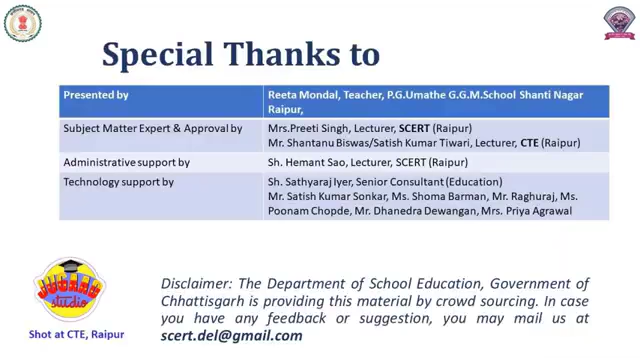 Special Thanks to
Presented by
Reeta Mondal, Teacher, P.G.Umathe G.G.M.School Shanti Nagar
Raipur,
Subject Matter Expert & Approval by
Mrs.Preeti Singh, Lecturer, SCERT (Raipur)
Mr. Shantanu Biswas/Satish Kumar Tiwari, Lecturer, CTE (Raipur)
Administrative support by
Sh. Hemant Sao, Lecturer, SCERT (Raipur)
Technology support by
Sh. Sathyaraj Iyer, Senior Consultant (Education)
Mr. Satish Kumar Sonkar, Ms. Shoma Barman, Mr. Raghuraj, Ms.
Poonam Chopde, Mr. Dhanedra Dewangan, Mrs. Priya Agrawal
JUGAAD
studio
Shot at CTE, Raipur
Disclaimer: The Department of School Education, Government of
Chhattisgarh is providing this material by crowd sourcing. In case
you have any feedback or suggestion, you may mail us at
scert.del@gmail.com